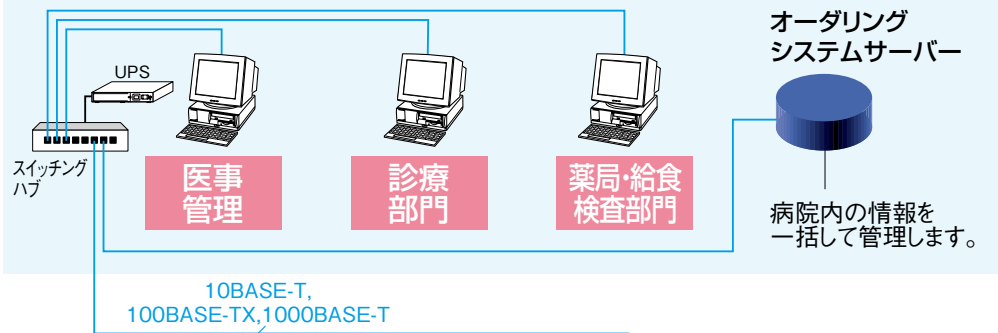 オーダリング
システムサーバー
UPS
スイッチング
ハブ
医事
管理
診療
部門
薬局・給食
検査部門
病院内の情報を
一括して管理します。
10BASE-T,
100BASE-TX,1000BASE-T